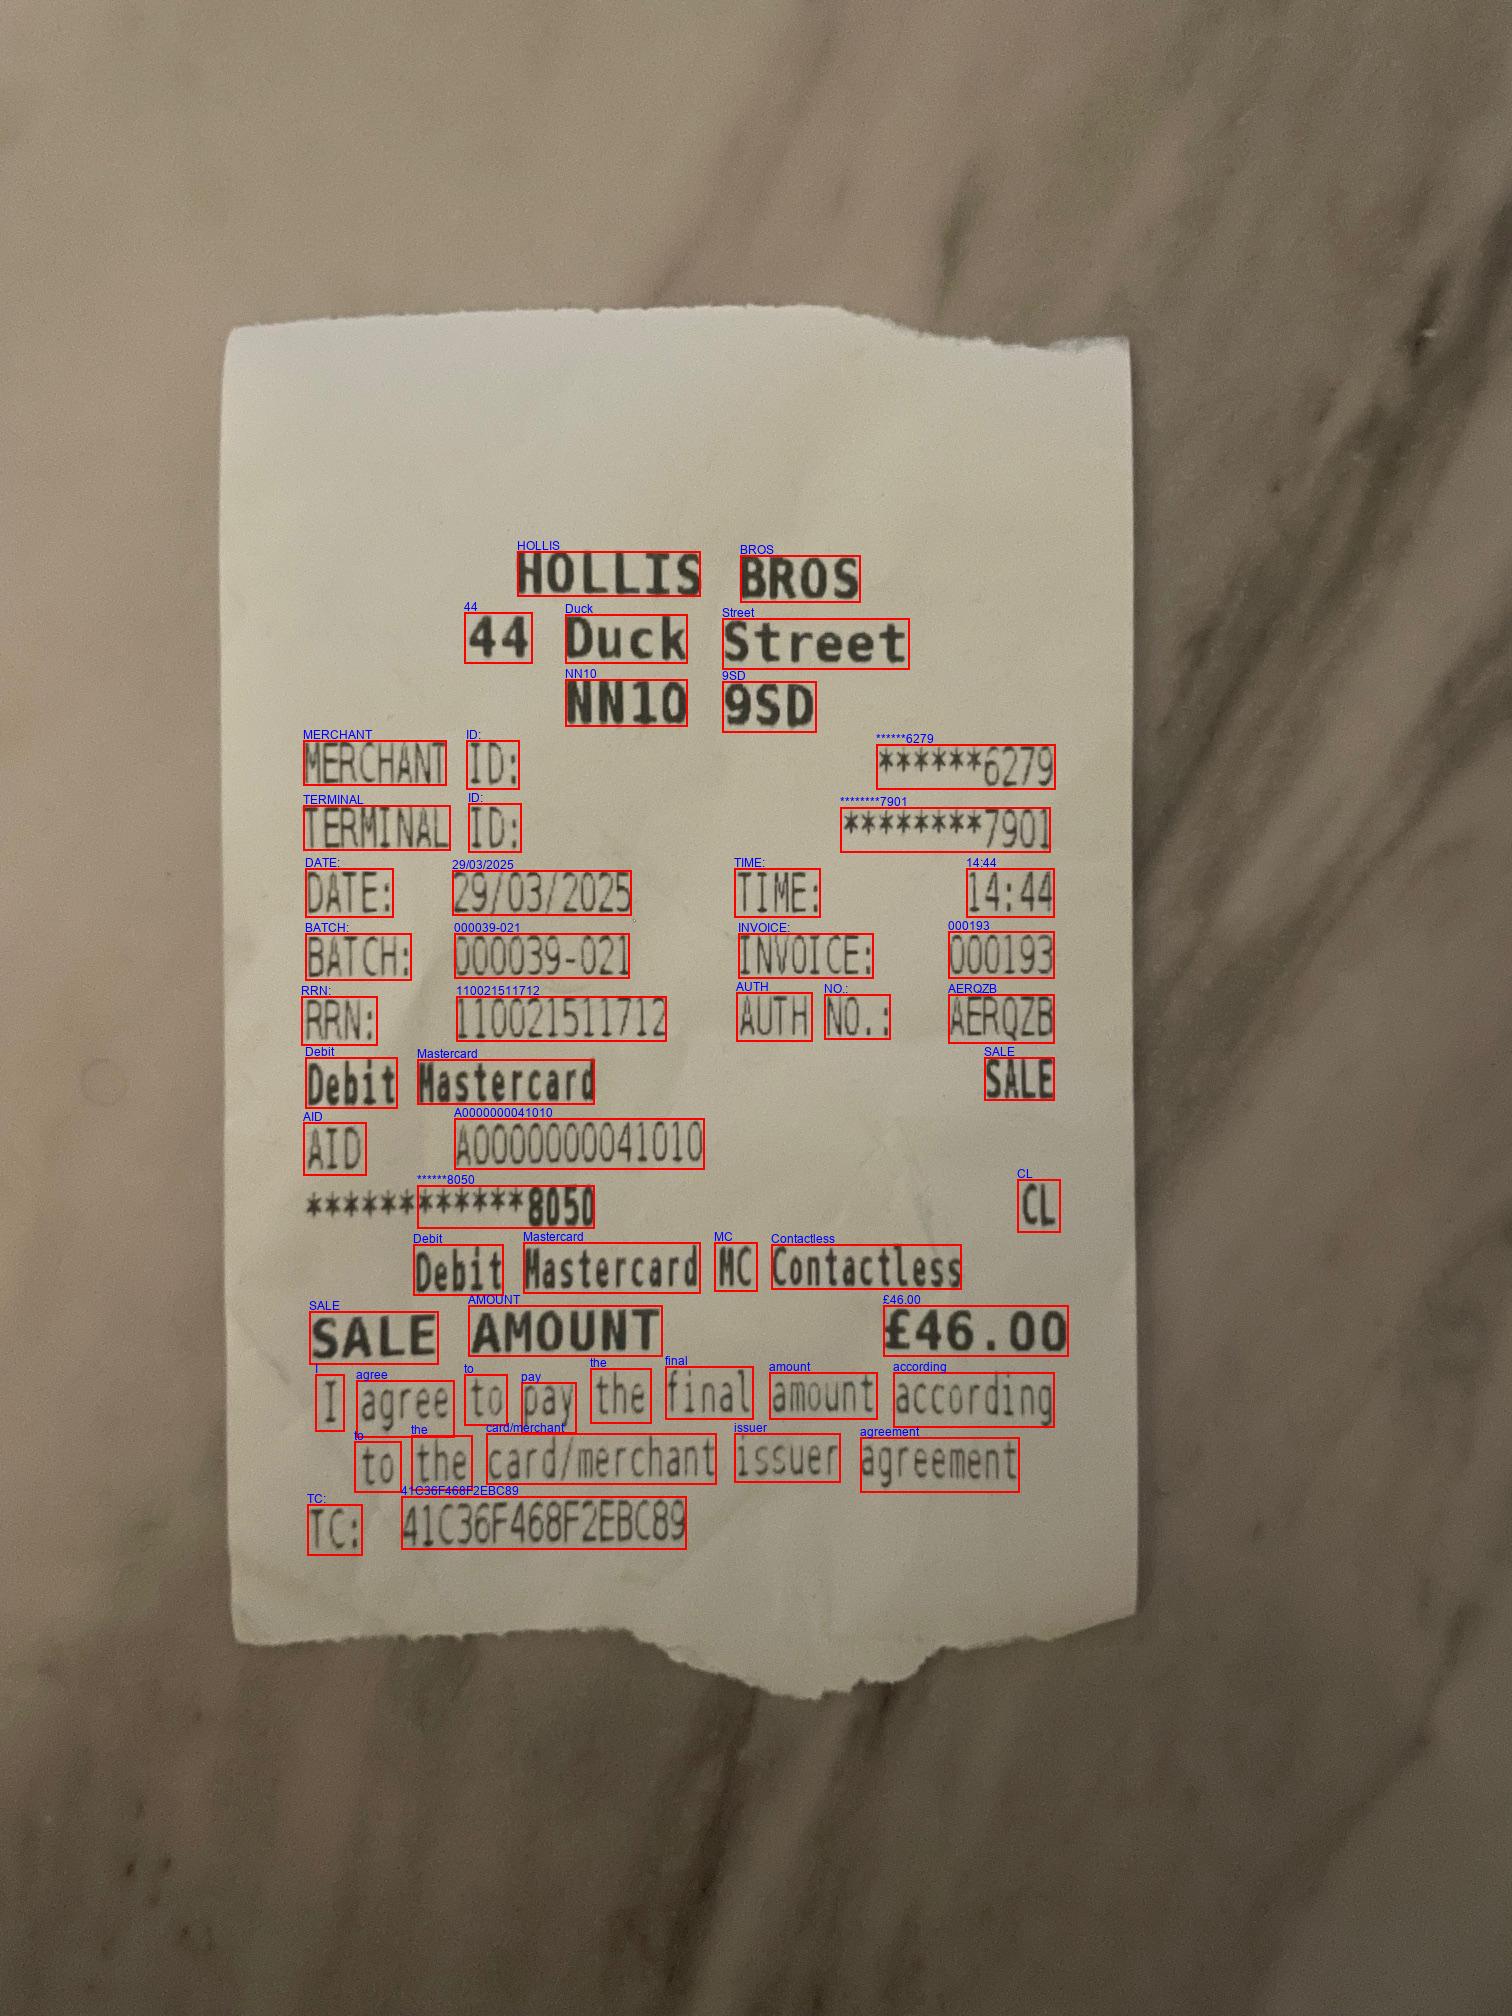 HOLLIS BROS
44 Duck Street
NN10 9SD
MERCHANT ID: ******6279
TERMINAL ID: ********7901
DATE: 29/03/2025 TIME: 14:44
BATCH: 000039-021 INVOICE: 000193
RRN: 110021511712 AUTH NO.: AERQZB
Debit Mastercard SALE
AID A0000000041010
************8050 CL
Debit Mastercard MC Contactless
SALE AMOUNT £46.00
I agree to pay the final amount according
to the card/merchant issuer agreement
TC: 41C36F468F2EBC89